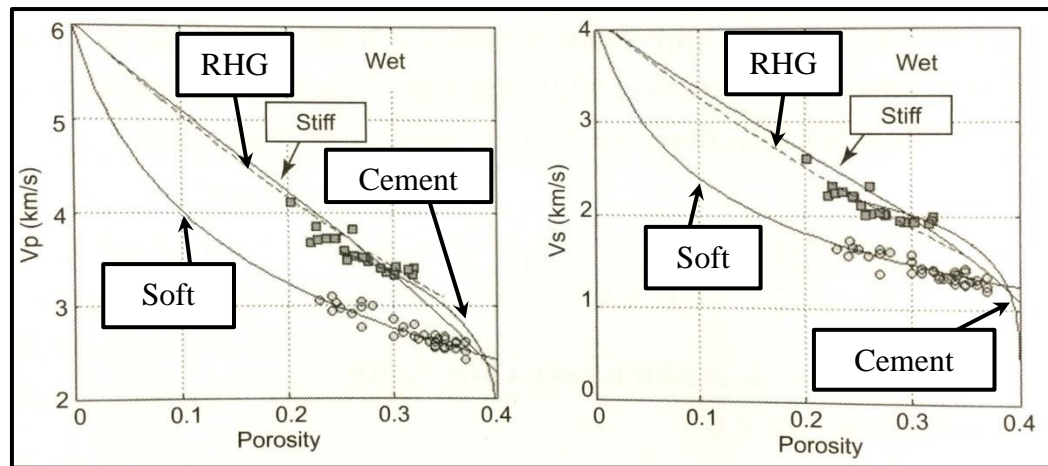 6
5
4
3
2
Vp (km/s)
RHG
Wet
Stiff
Cement
Soft
0
0.1
0.2
0.3
0.4
Porosity
4
3
2
1
0
Vs (km/s)
RHG
Wet
Stiff
Soft
Cement
0
0.1
0.2
0.3
0.4
Porosity